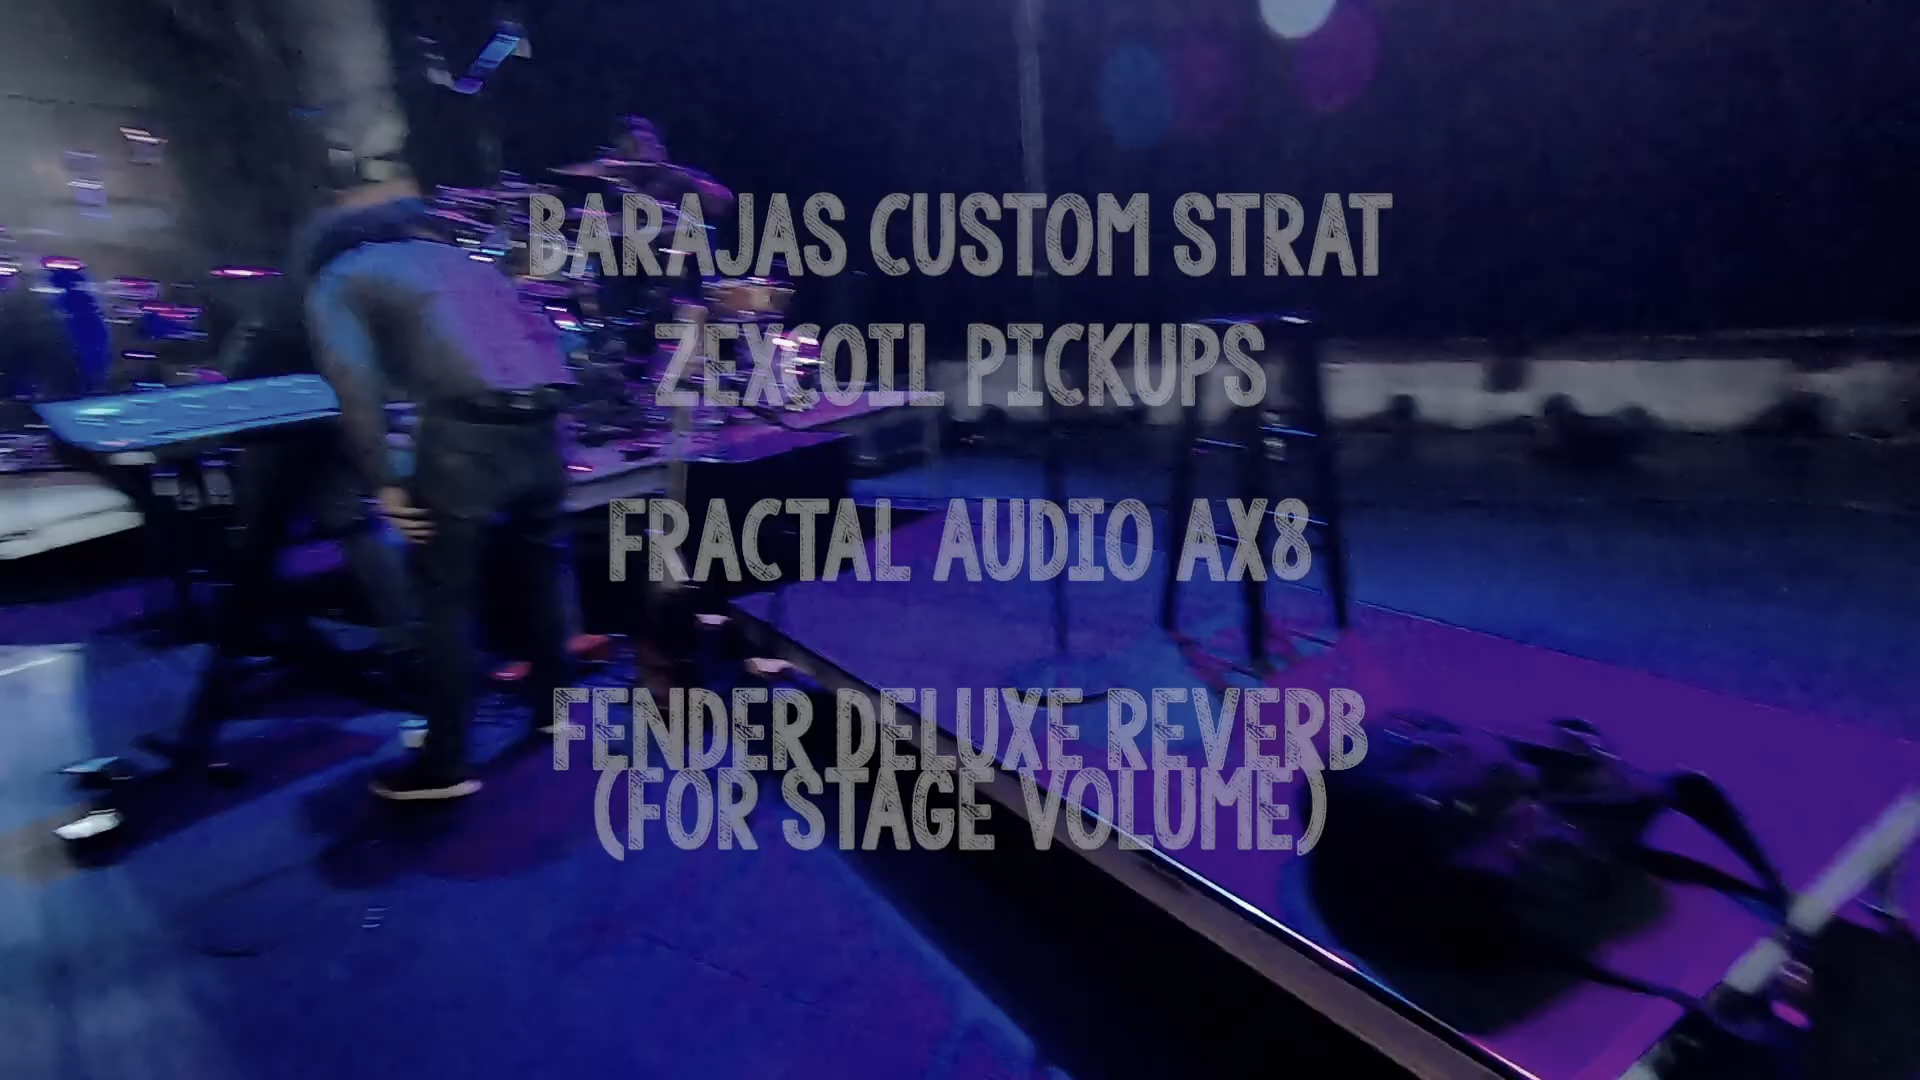 BARAJAS CUSTOM STRAT
ZEXCOIL PICKUPS
FRACTAL AUDIO AX8
FENDER DELUXE REVERB
(FOR STAGE VOLUME)